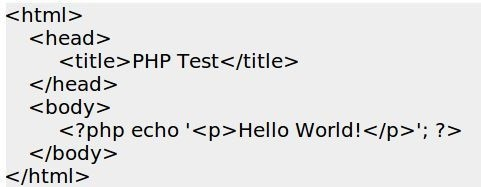 <html>
    <head>
        <title>PHP Test</title>
    </head>
    <body>
        <?php echo '<p>Hello World!</p>'; ?>
    </body>
</html>